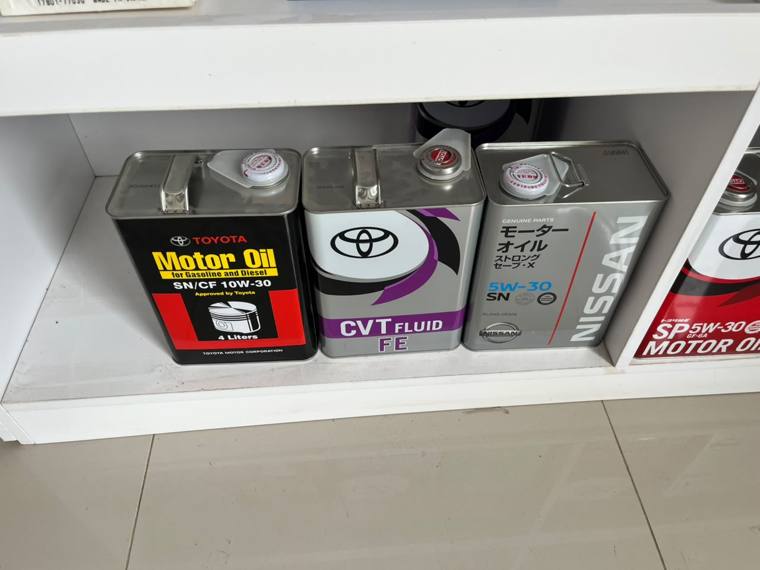 TOYOTA
Motor Oil
for Gasoline and Diesel
SN/CF 10W-30
Approved by Toyota
4 Liters
TOYOTA MOTOR CORPORATION
CVT FLUID
FE
GENUINE PARTS
モーター
オイル
ストロング
セーブ・X
5W-30
SN
NISSAN
NISSAN
SP 5W-30
GF-6A
MOTOR OI